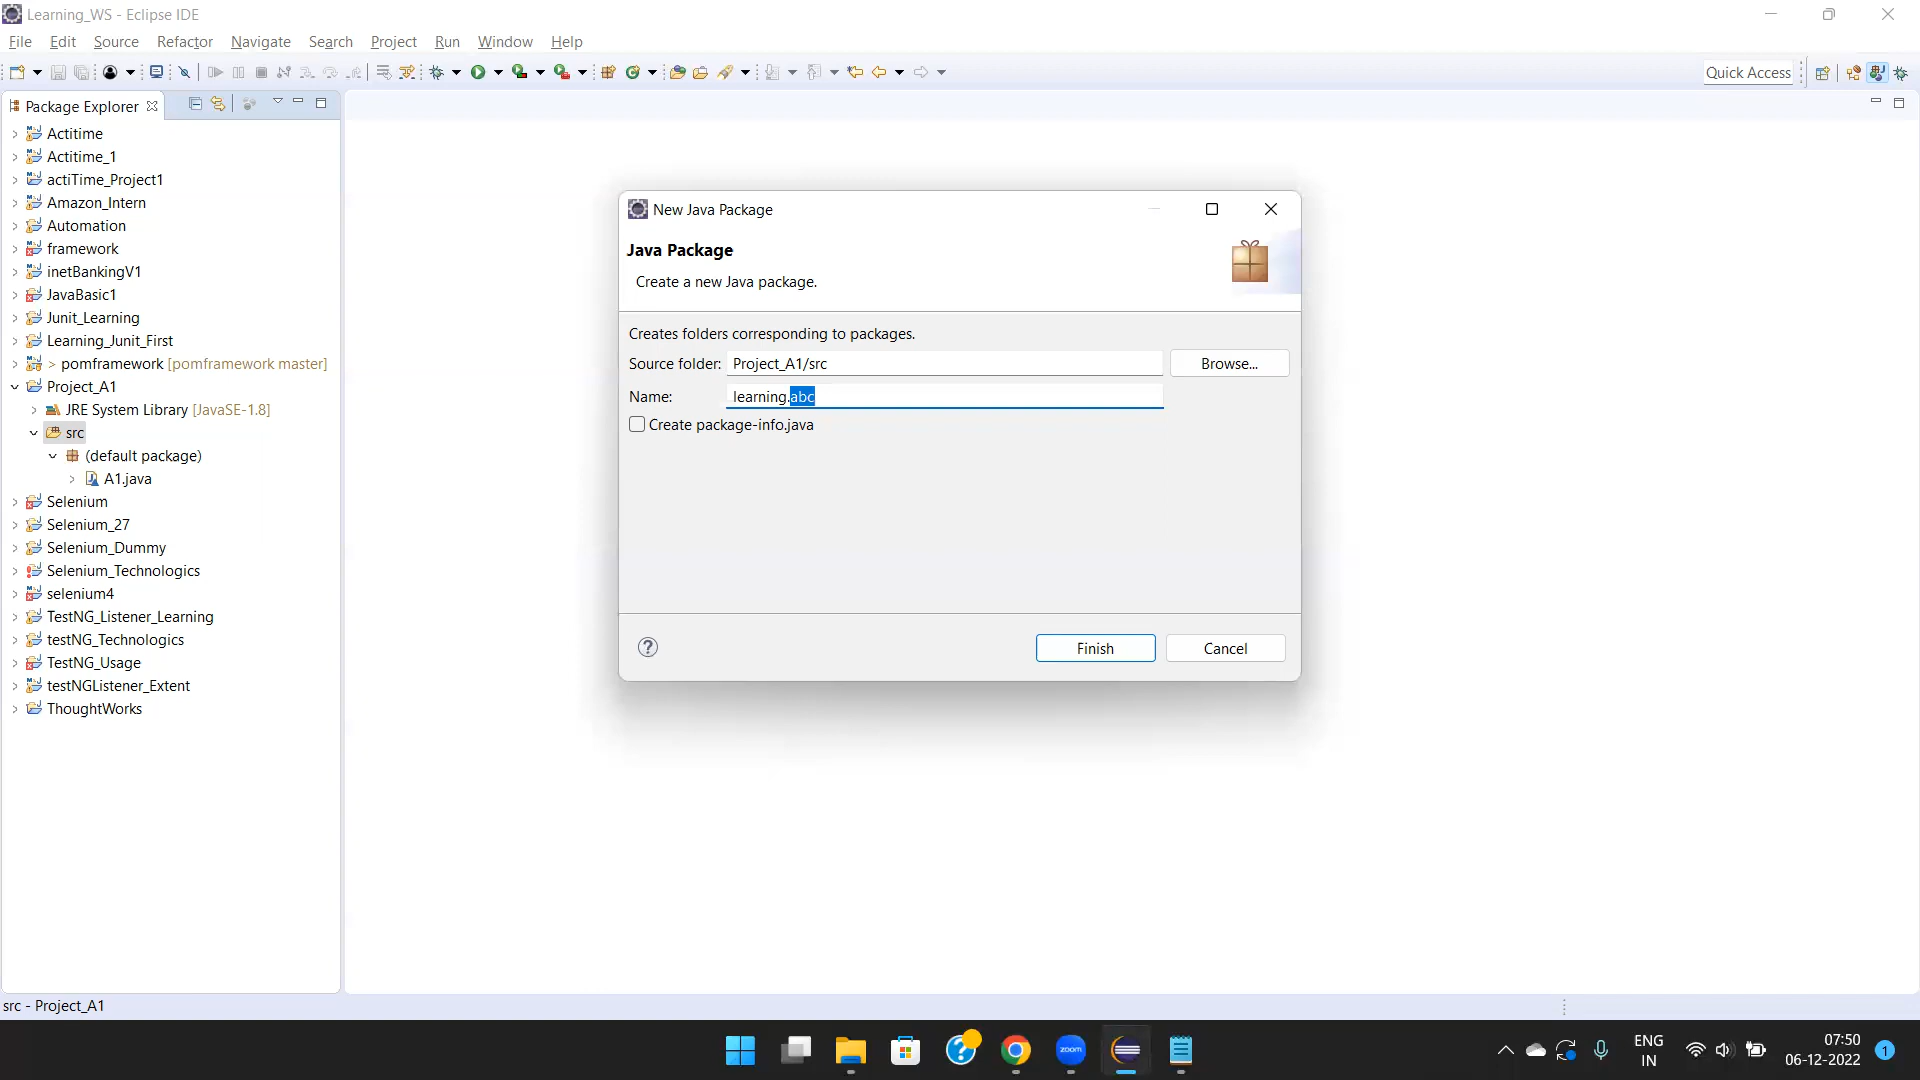 Learning_WS - Eclipse IDE
File Edit Source Refactor Navigate Search Project Run Window Help
Quick Access
Package Explorer
Actitime
Actitime_1
actiTime_Project1
Amazon_Intern
Automation
framework
inetBankingV1
JavaBasic1
Junit_Learning
Learning_Junit_First
> pomframework [pomframework master]
Project_A1
JRE System Library [JavaSE-1.8]
src
(default package)
A1.java
Selenium
Selenium_27
Selenium_Dummy
Selenium_Technologics
selenium4
TestNG_Listener_Learning
testNG_Technologics
TestNG_Usage
testNGListener_Extent
ThoughtWorks
New Java Package
Java Package
Create a new Java package.
Creates folders corresponding to packages.
Source folder: Project_A1/src Browse...
Name: learning.abc
Create package-info.java
Finish Cancel
src - Project_A1
zoom
ENG
IN
07:50
06-12-2022
1